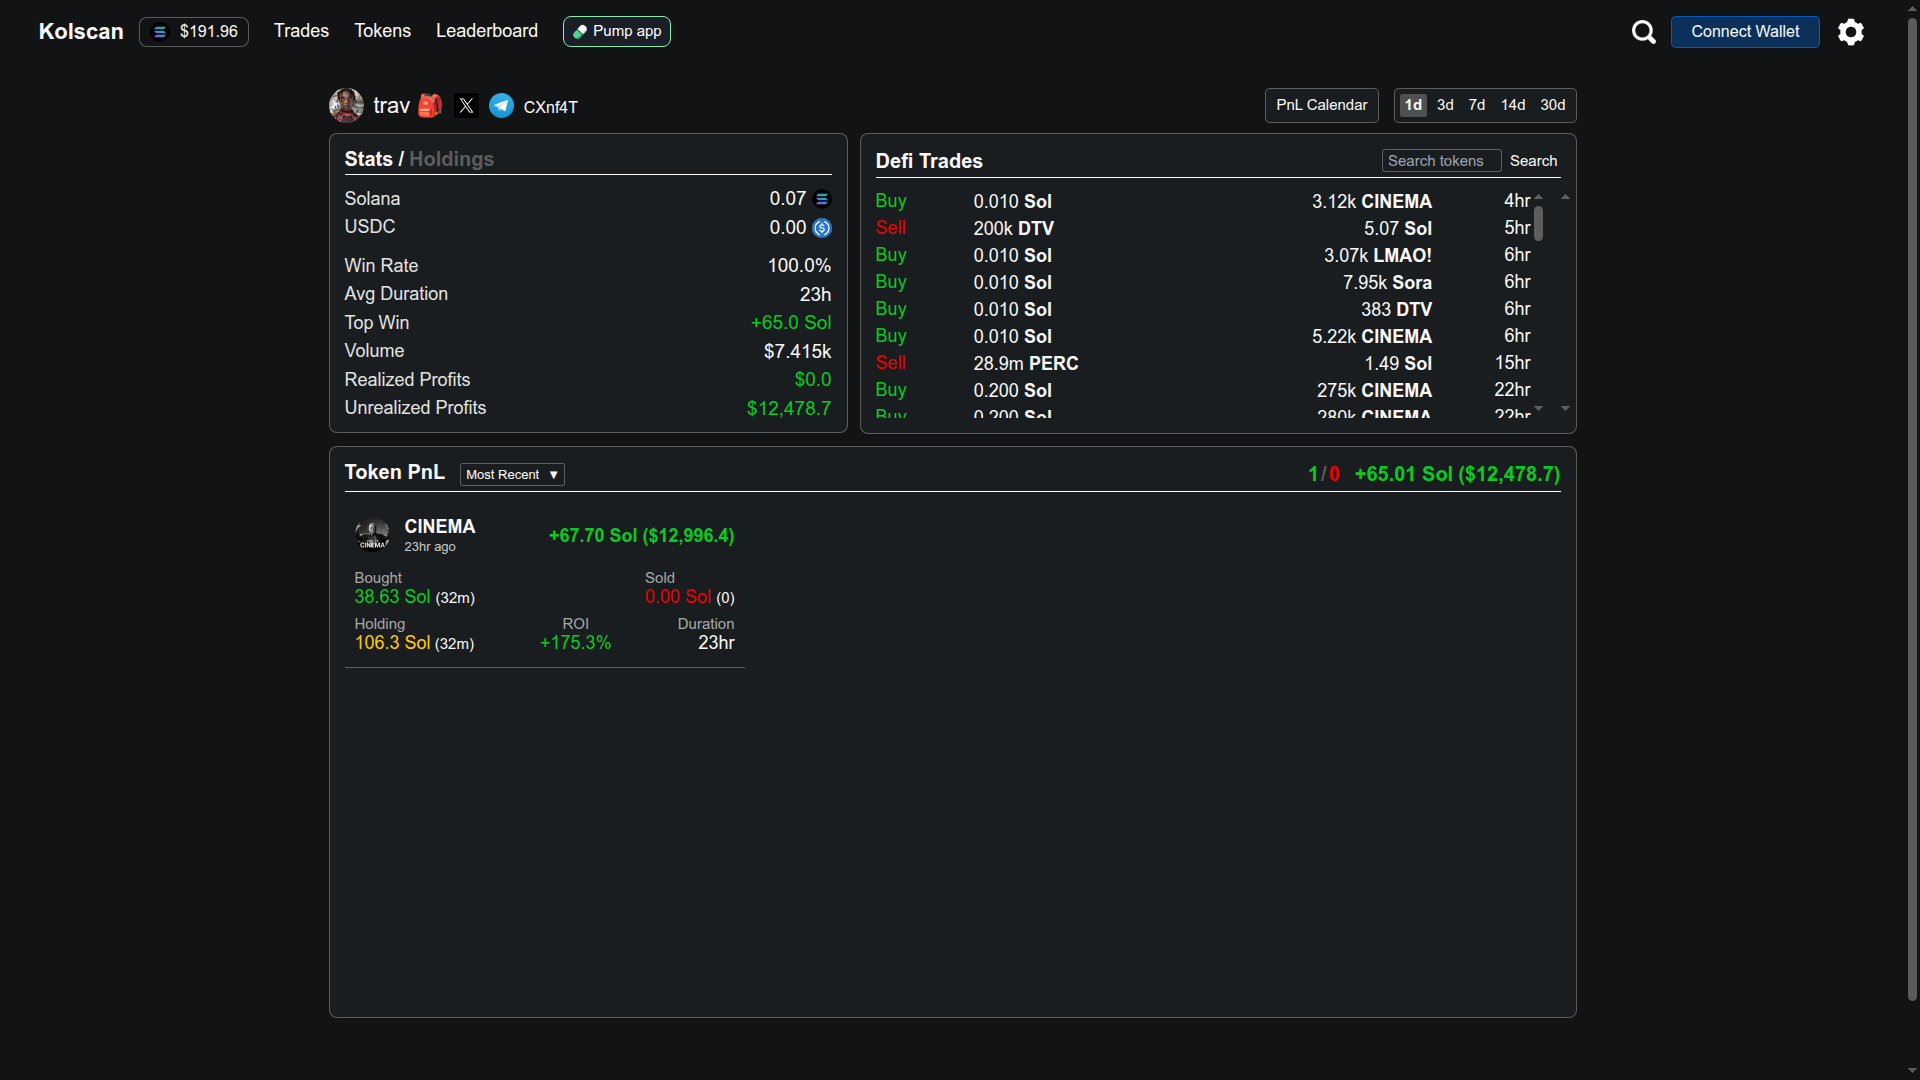 Kolscan $191.96 Trades Tokens Leaderboard Pump app Connect Wallet
trav CXnf4T PnL Calendar 1d 3d 7d 14d 30d
Stats / Holdings
Solana 0.07
USDC 0.00
Win Rate 100.0%
Avg Duration 23h
Top Win +65.0 Sol
Volume $7.415k
Realized Profits $0.0
Unrealized Profits $12,478.7
Defi Trades Search tokens Search
Buy 0.010 Sol 3.12k CINEMA 4hr
Sell 200k DTV 5.07 Sol 5hr
Buy 0.010 Sol 3.07k LMAO! 6hr
Buy 0.010 Sol 7.95k Sora 6hr
Buy 0.010 Sol 383 DTV 6hr
Buy 0.010 Sol 5.22k CINEMA 6hr
Sell 28.9m PERC 1.49 Sol 15hr
Buy 0.200 Sol 275k CINEMA 22hr
Buy 0.200 Sol 280k CINEMA 22hr
Token PnL Most Recent ▼ 1/0 +65.01 Sol ($12,478.7)
CINEMA
CINEMA
23hr ago
+67.70 Sol ($12,996.4)
Bought Sold
38.63 Sol (32m) 0.00 Sol (0)
Holding ROI Duration
106.3 Sol (32m) +175.3% 23hr